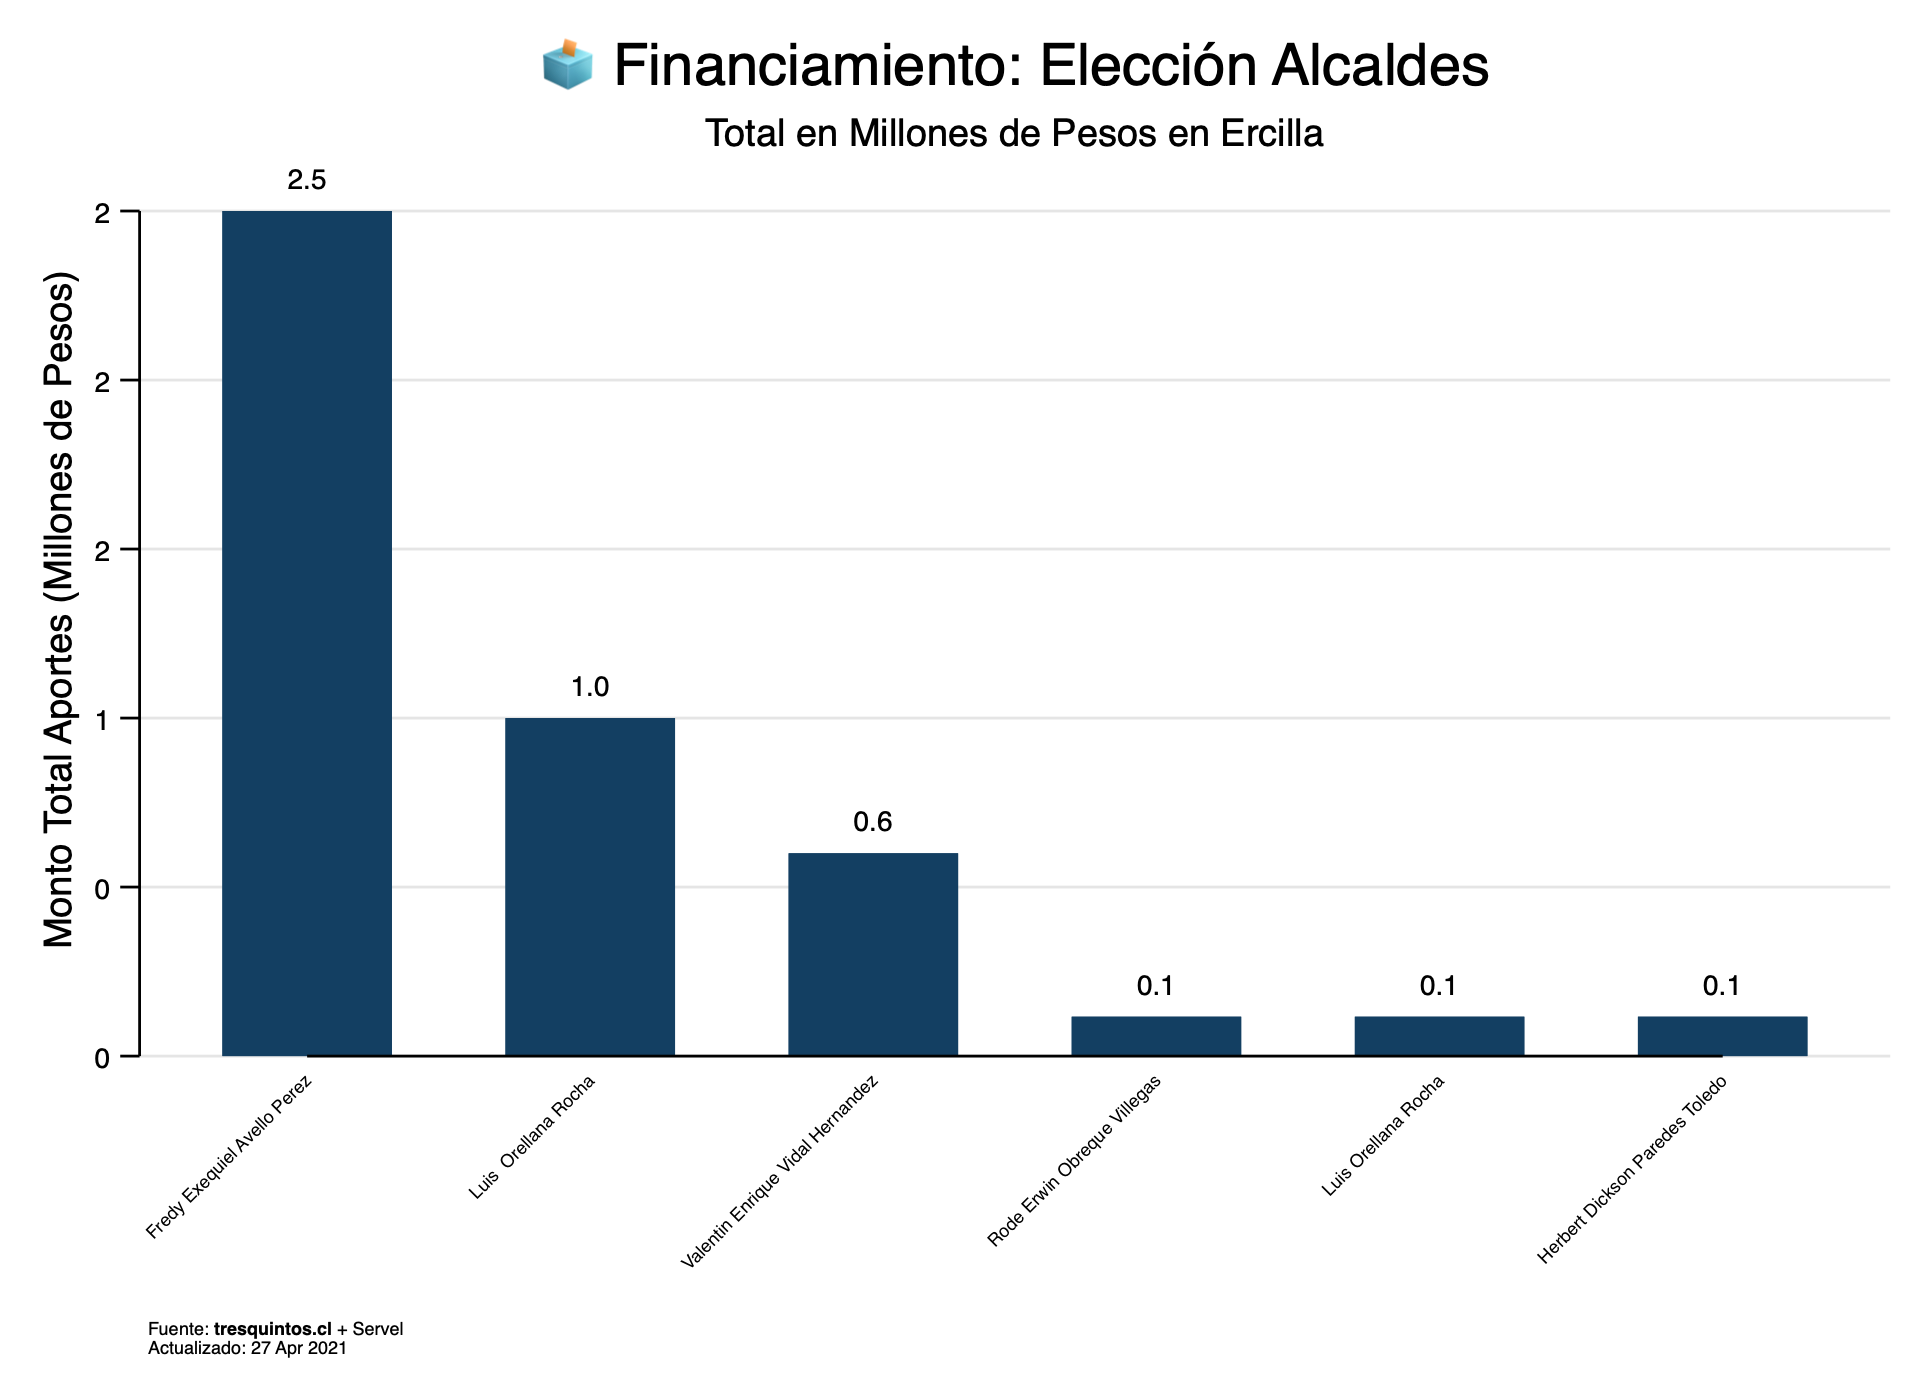 Financiamiento: Elección Alcaldes
Total en Millones de Pesos en Ercilla
Monto Total Aportes (Millones de Pesos)
2
2
2
1
0
0
2.5
1.0
0.6
0.1
0.1
0.1
Fredy Exequiel Avello Perez
Luis  Orellana Rocha
Valentin Enrique Vidal Hernandez
Rode Erwin Obreque Villegas
Luis Orellana Rocha
Herbert Dickson Paredes Toledo
Fuente: tresquintos.cl + Servel
Actualizado: 27 Apr 2021